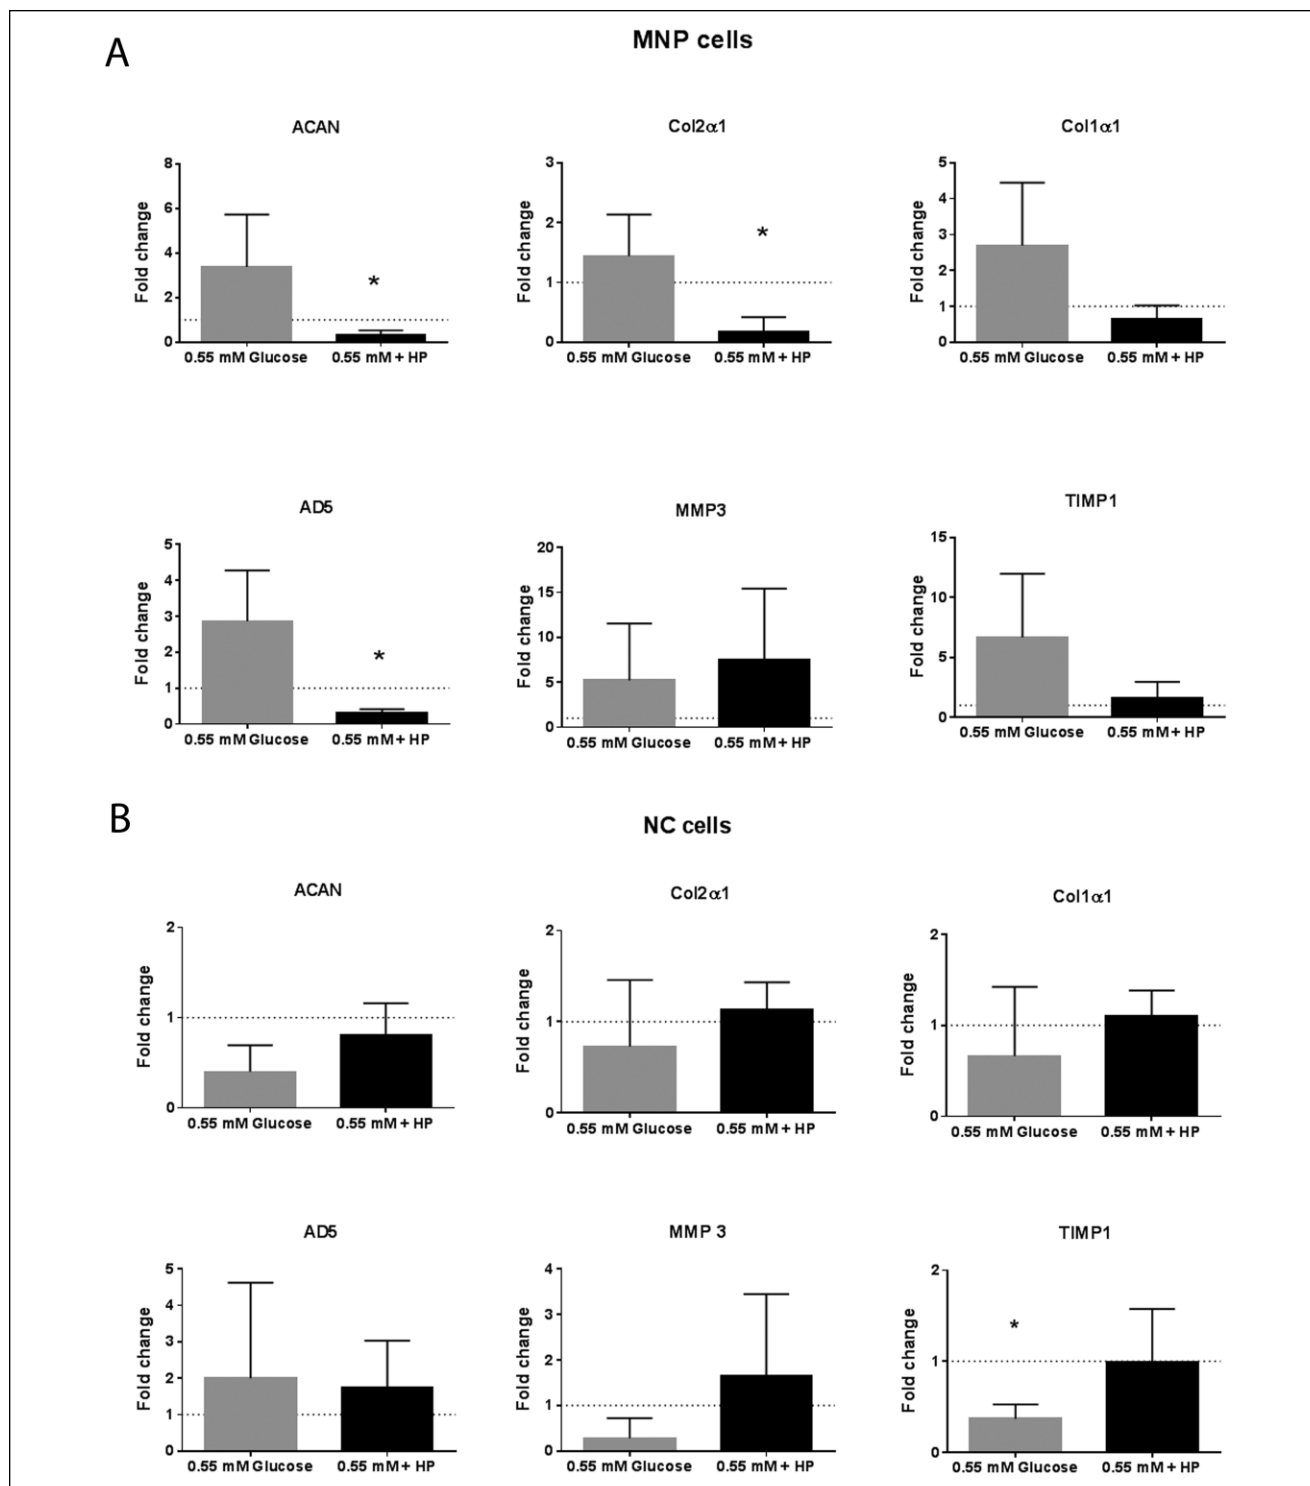 A
MNP cells
ACAN
Fold change
8
6
4
2
0
0.55 mM Glucose
0.55 mM + HP
*
Col2α1
Fold change
3
2
1
0
0.55 mM Glucose
0.55 mM + HP
*
Col1α1
Fold change
5
4
3
2
1
0
0.55 mM Glucose
0.55 mM + HP
AD5
Fold change
5
4
3
2
1
0
0.55 mM Glucose
0.55 mM + HP
*
MMP3
Fold change
20
15
10
5
0
0.55 mM Glucose
0.55 mM + HP
TIMP1
Fold change
15
10
5
0
0.55 mM Glucose
0.55 mM + HP
B
NC cells
ACAN
Fold change
2
1
0
0.55 mM Glucose
0.55 mM + HP
Col2α1
Fold change
2
1
0
0.55 mM Glucose
0.55 mM + HP
Col1α1
Fold change
2
1
0
0.55 mM Glucose
0.55 mM + HP
AD5
Fold change
5
4
3
2
1
0
0.55 mM Glucose
0.55 mM + HP
MMP 3
Fold change
4
3
2
1
0
0.55 mM Glucose
0.55 mM + HP
TIMP1
Fold change
2
1
0
0.55 mM Glucose
0.55 mM + HP
*